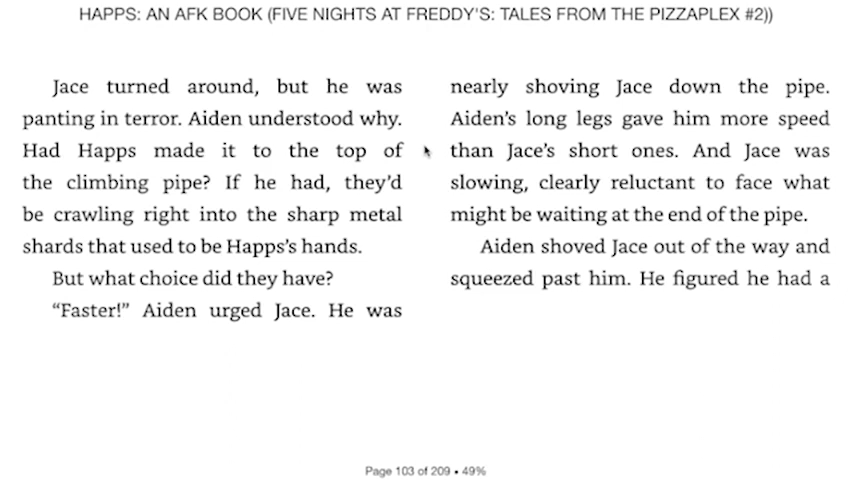 HAPPS: AN AFK BOOK (FIVE NIGHTS AT FREDDY'S: TALES FROM THE PIZZAPLEX #2))
Jace turned around, but he was
panting in terror. Aiden understood why.
Had Happs made it to the top of
the climbing pipe? If he had, they'd
be crawling right into the sharp metal
shards that used to be Happs's hands.
But what choice did they have?
“Faster!” Aiden urged Jace. He was
nearly shoving Jace down the pipe.
Aiden's long legs gave him more speed
than Jace's short ones. And Jace was
slowing, clearly reluctant to face what
might be waiting at the end of the pipe.
Aiden shoved Jace out of the way and
squeezed past him. He figured he had a
Page 103 of 209 • 49%